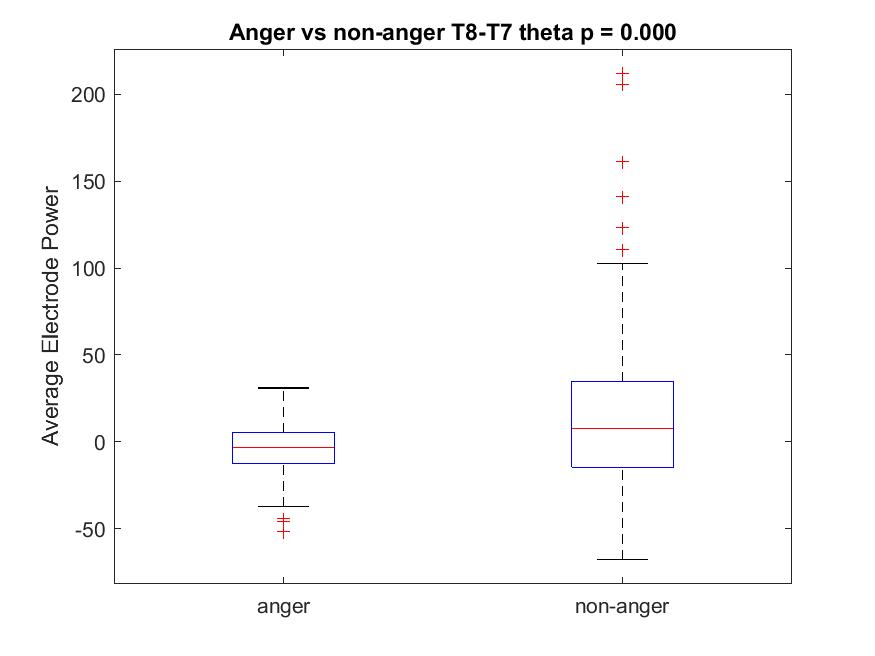 Anger vs non-anger T8-T7 theta p = 0.000
Average Electrode Power
200
150
100
50
0
-50
anger
non-anger